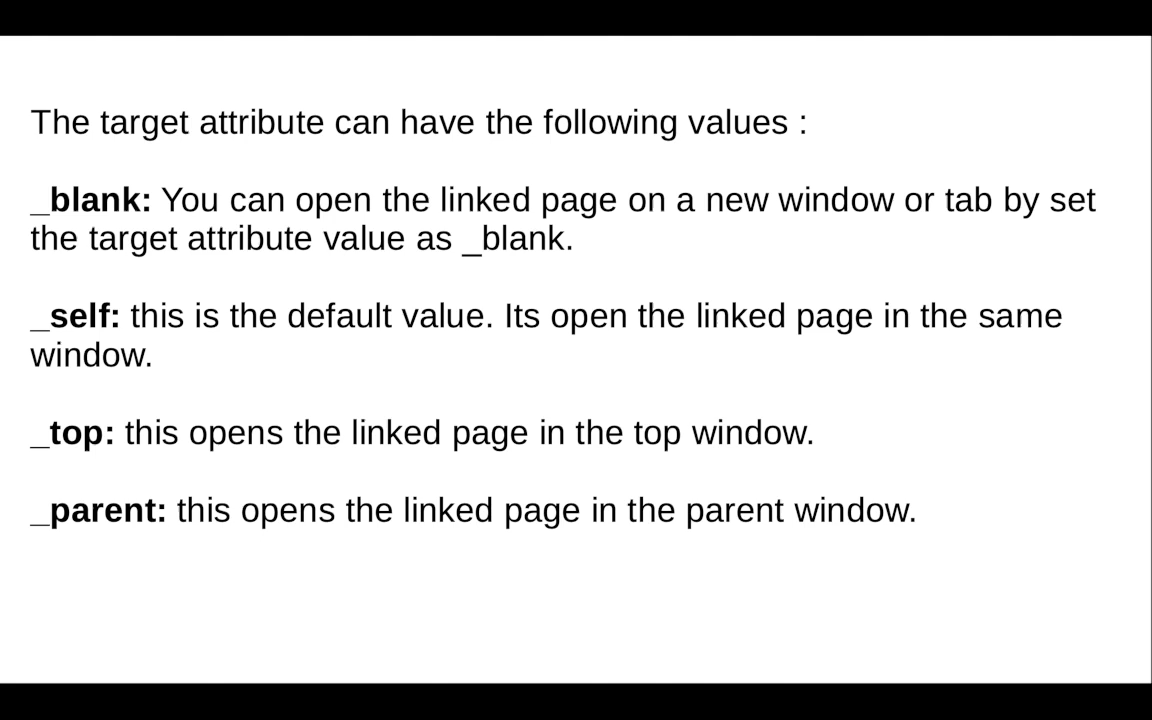 The target attribute can have the following values :
_blank: You can open the linked page on a new window or tab by set
the target attribute value as _blank.
_self: this is the default value. Its open the linked page in the same
window.
_top: this opens the linked page in the top window.
_parent: this opens the linked page in the parent window.